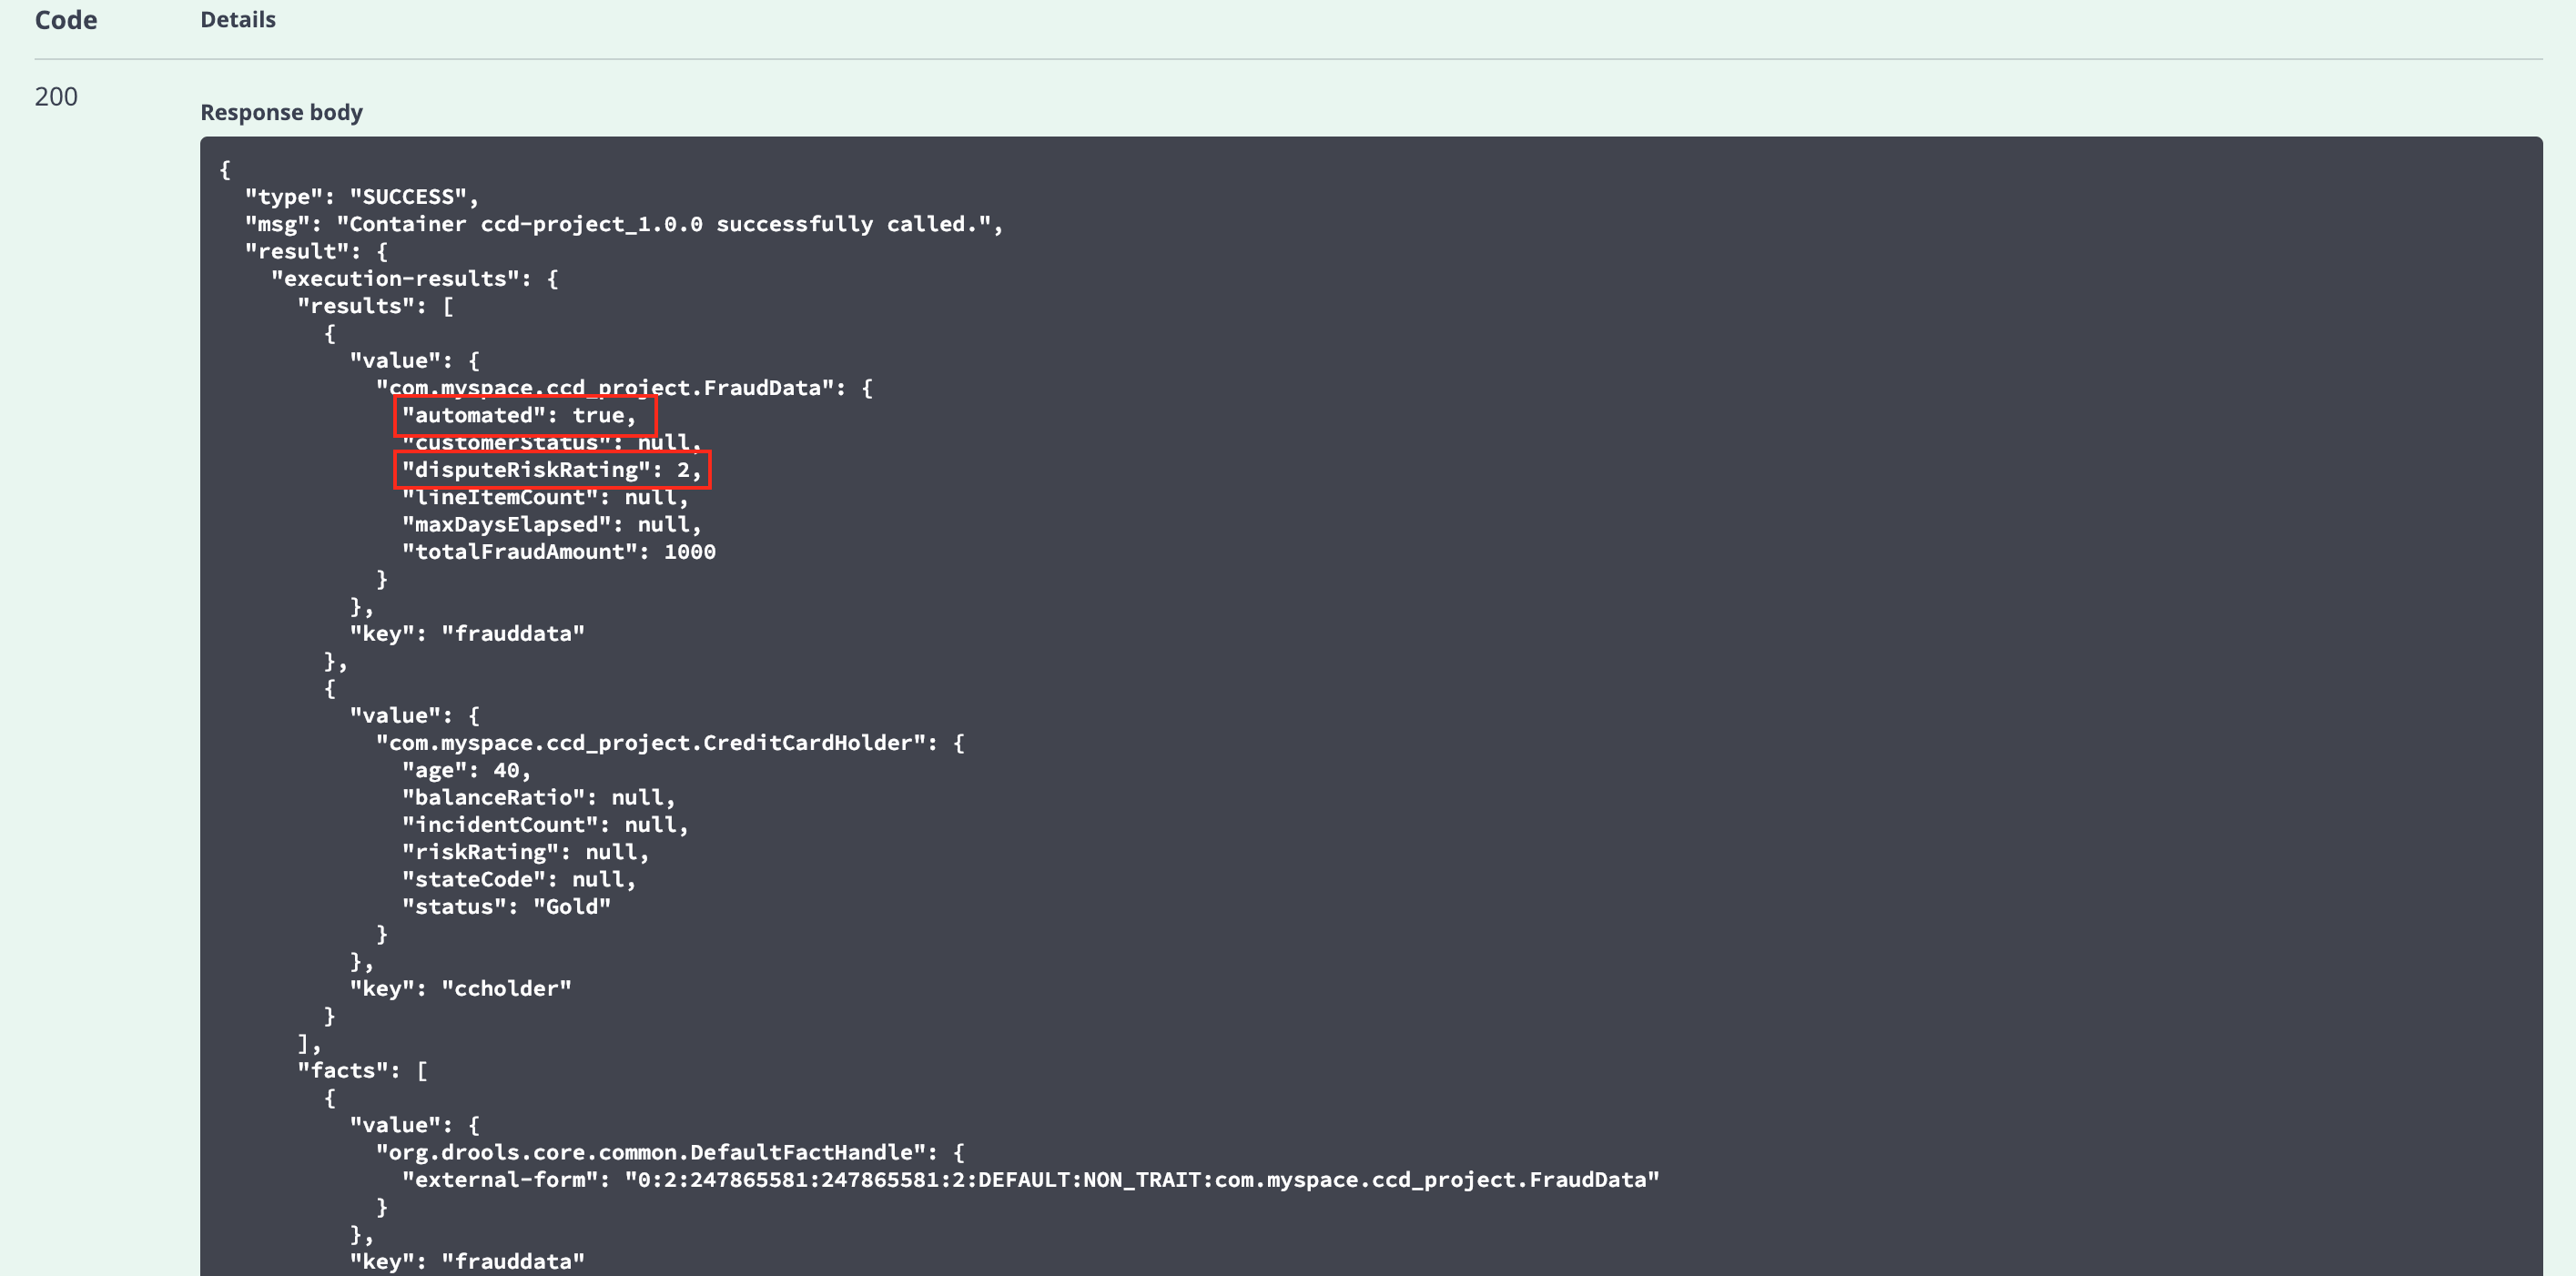 Code Details
200
Response body
{
"type": "SUCCESS",
"msg": "Container ccd-project_1.0.0 successfully called.",
"result": {
"execution-results": {
"results": [
{
"value": {
"com.myspace.ccd_project.FraudData": {
"automated": true,
"customerStatus": null,
"disputeRiskRating": 2,
"lineItemCount": null,
"maxDaysElapsed": null,
"totalFraudAmount": 1000
}
},
"key": "frauddata"
},
{
"value": {
"com.myspace.ccd_project.CreditCardHolder": {
"age": 40,
"balanceRatio": null,
"incidentCount": null,
"riskRating": null,
"stateCode": null,
"status": "Gold"
}
},
"key": "ccholder"
}
],
"facts": [
{
"value": {
"org.drools.core.common.DefaultFactHandle": {
"external-form": "0:2:247865581:247865581:2:DEFAULT:NON_TRAIT:com.myspace.ccd_project.FraudData"
}
},
"key": "frauddata"